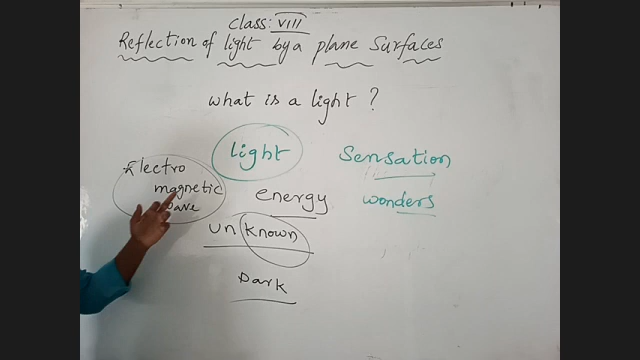 class: VIII
Reflection of light by a plane Surfaces
what is a light ?
light
Sensation
Electro
magnetic
wave
energy
wonders
unknown
Dark